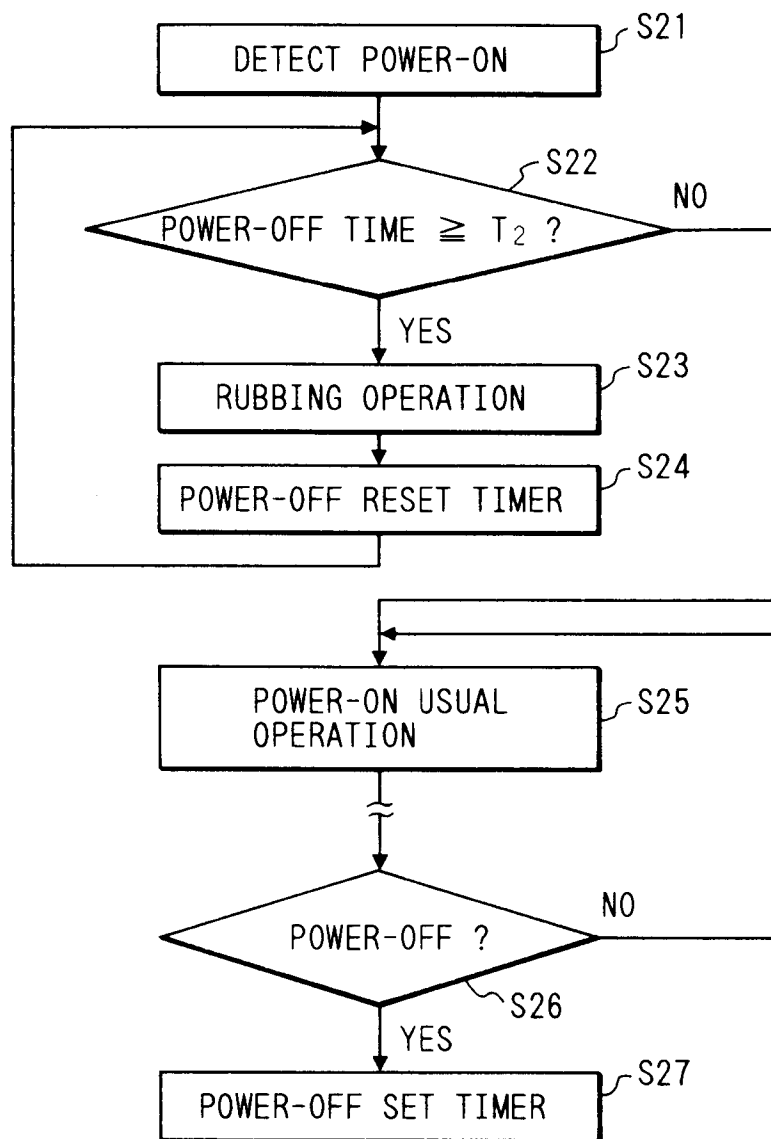 S21
DETECT POWER-ON
S22
POWER-OFF TIME ≧ T2 ?
NO
YES
S23
RUBBING OPERATION
S24
POWER-OFF RESET TIMER
POWER-ON USUAL
OPERATION
S25
POWER-OFF ?
NO
S26
YES
S27
POWER-OFF SET TIMER